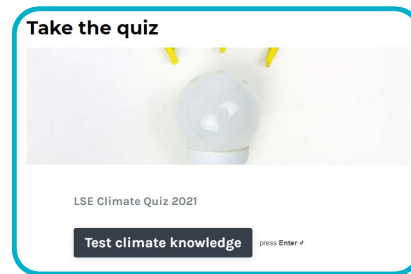 Take the quiz
LSE Climate Quiz 2021
Test climate knowledge press Enter ↵